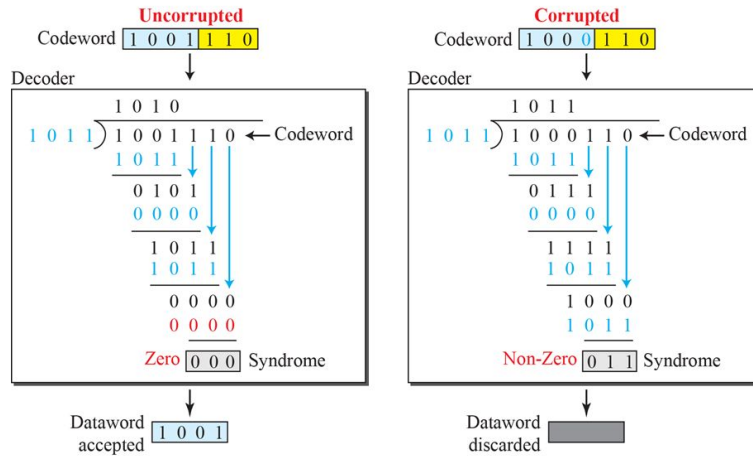 Uncorrupted
Codeword 1 0 0 1 1 1 0
Decoder
1 0 1 0
1 0 1 1 1 0 0 1 1 1 0 Codeword
1 0 1 1
0 1 0 1
0 0 0 0
1 0 1 1
1 0 1 1
0 0 0 0
0 0 0 0
Zero 0 0 0 Syndrome
Dataword
accepted 1 0 0 1
Corrupted
Codeword 1 0 0 0 1 1 0
Decoder
1 0 1 1
1 0 1 1 1 0 0 0 1 1 0 Codeword
1 0 1 1
0 1 1 1
0 0 0 0
1 1 1 1
1 0 1 1
1 0 0 0
1 0 1 1
Non-Zero 0 1 1 Syndrome
Dataword
discarded